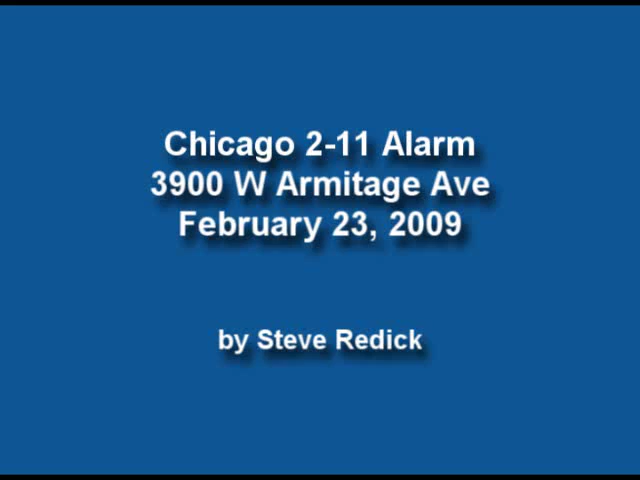 Chicago 2-11 Alarm
3900 W Armitage Ave
February 23, 2009
by Steve Redick